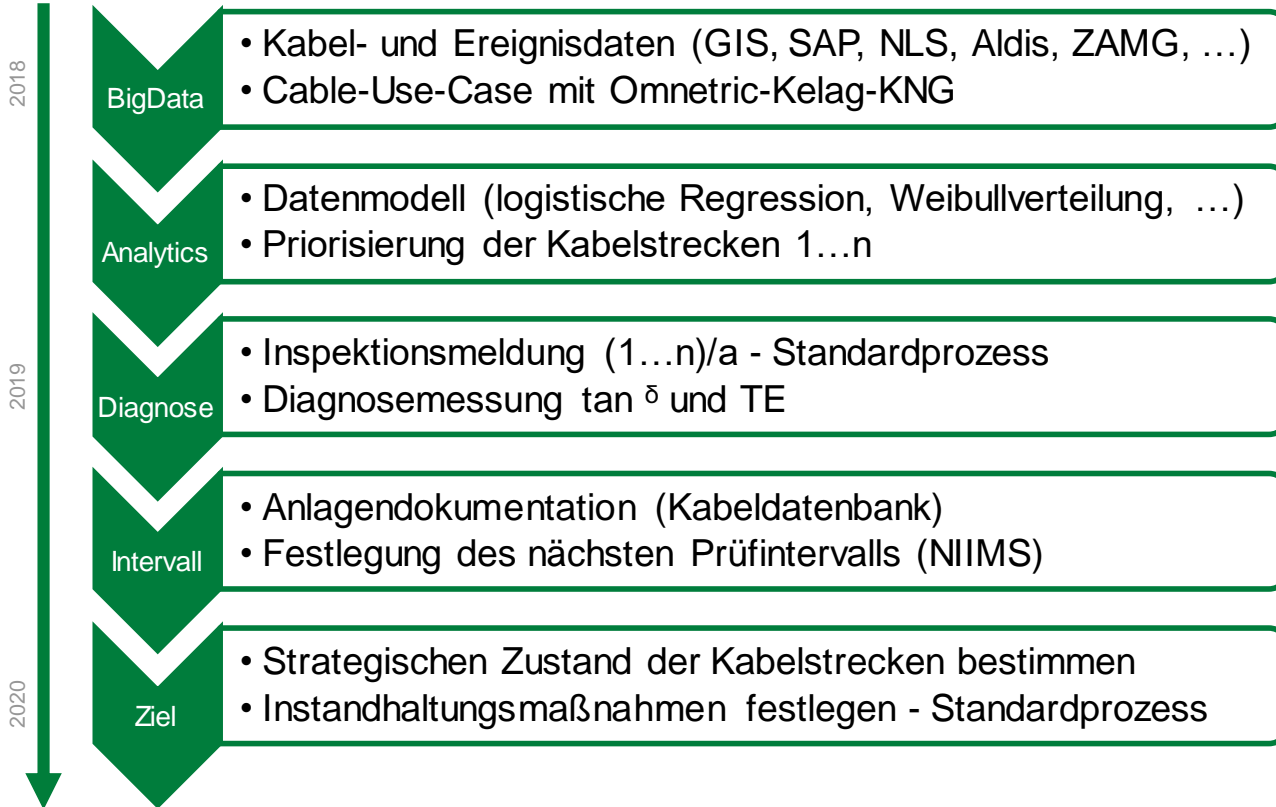 2018
BigData
• Kabel- und Ereignisdaten (GIS, SAP, NLS, Aldis, ZAMG, …)
• Cable-Use-Case mit Omnetric-Kelag-KNG
Analytics
• Datenmodell (logistische Regression, Weibullverteilung, …)
• Priorisierung der Kabelstrecken 1…n
2019
Diagnose
• Inspektionsmeldung (1…n)/a - Standardprozess
• Diagnosemessung tan δ und TE
Intervall
• Anlagendokumentation (Kabeldatenbank)
• Festlegung des nächsten Prüfintervalls (NIIMS)
2020
Ziel
• Strategischen Zustand der Kabelstrecken bestimmen
• Instandhaltungsmaßnahmen festlegen - Standardprozess